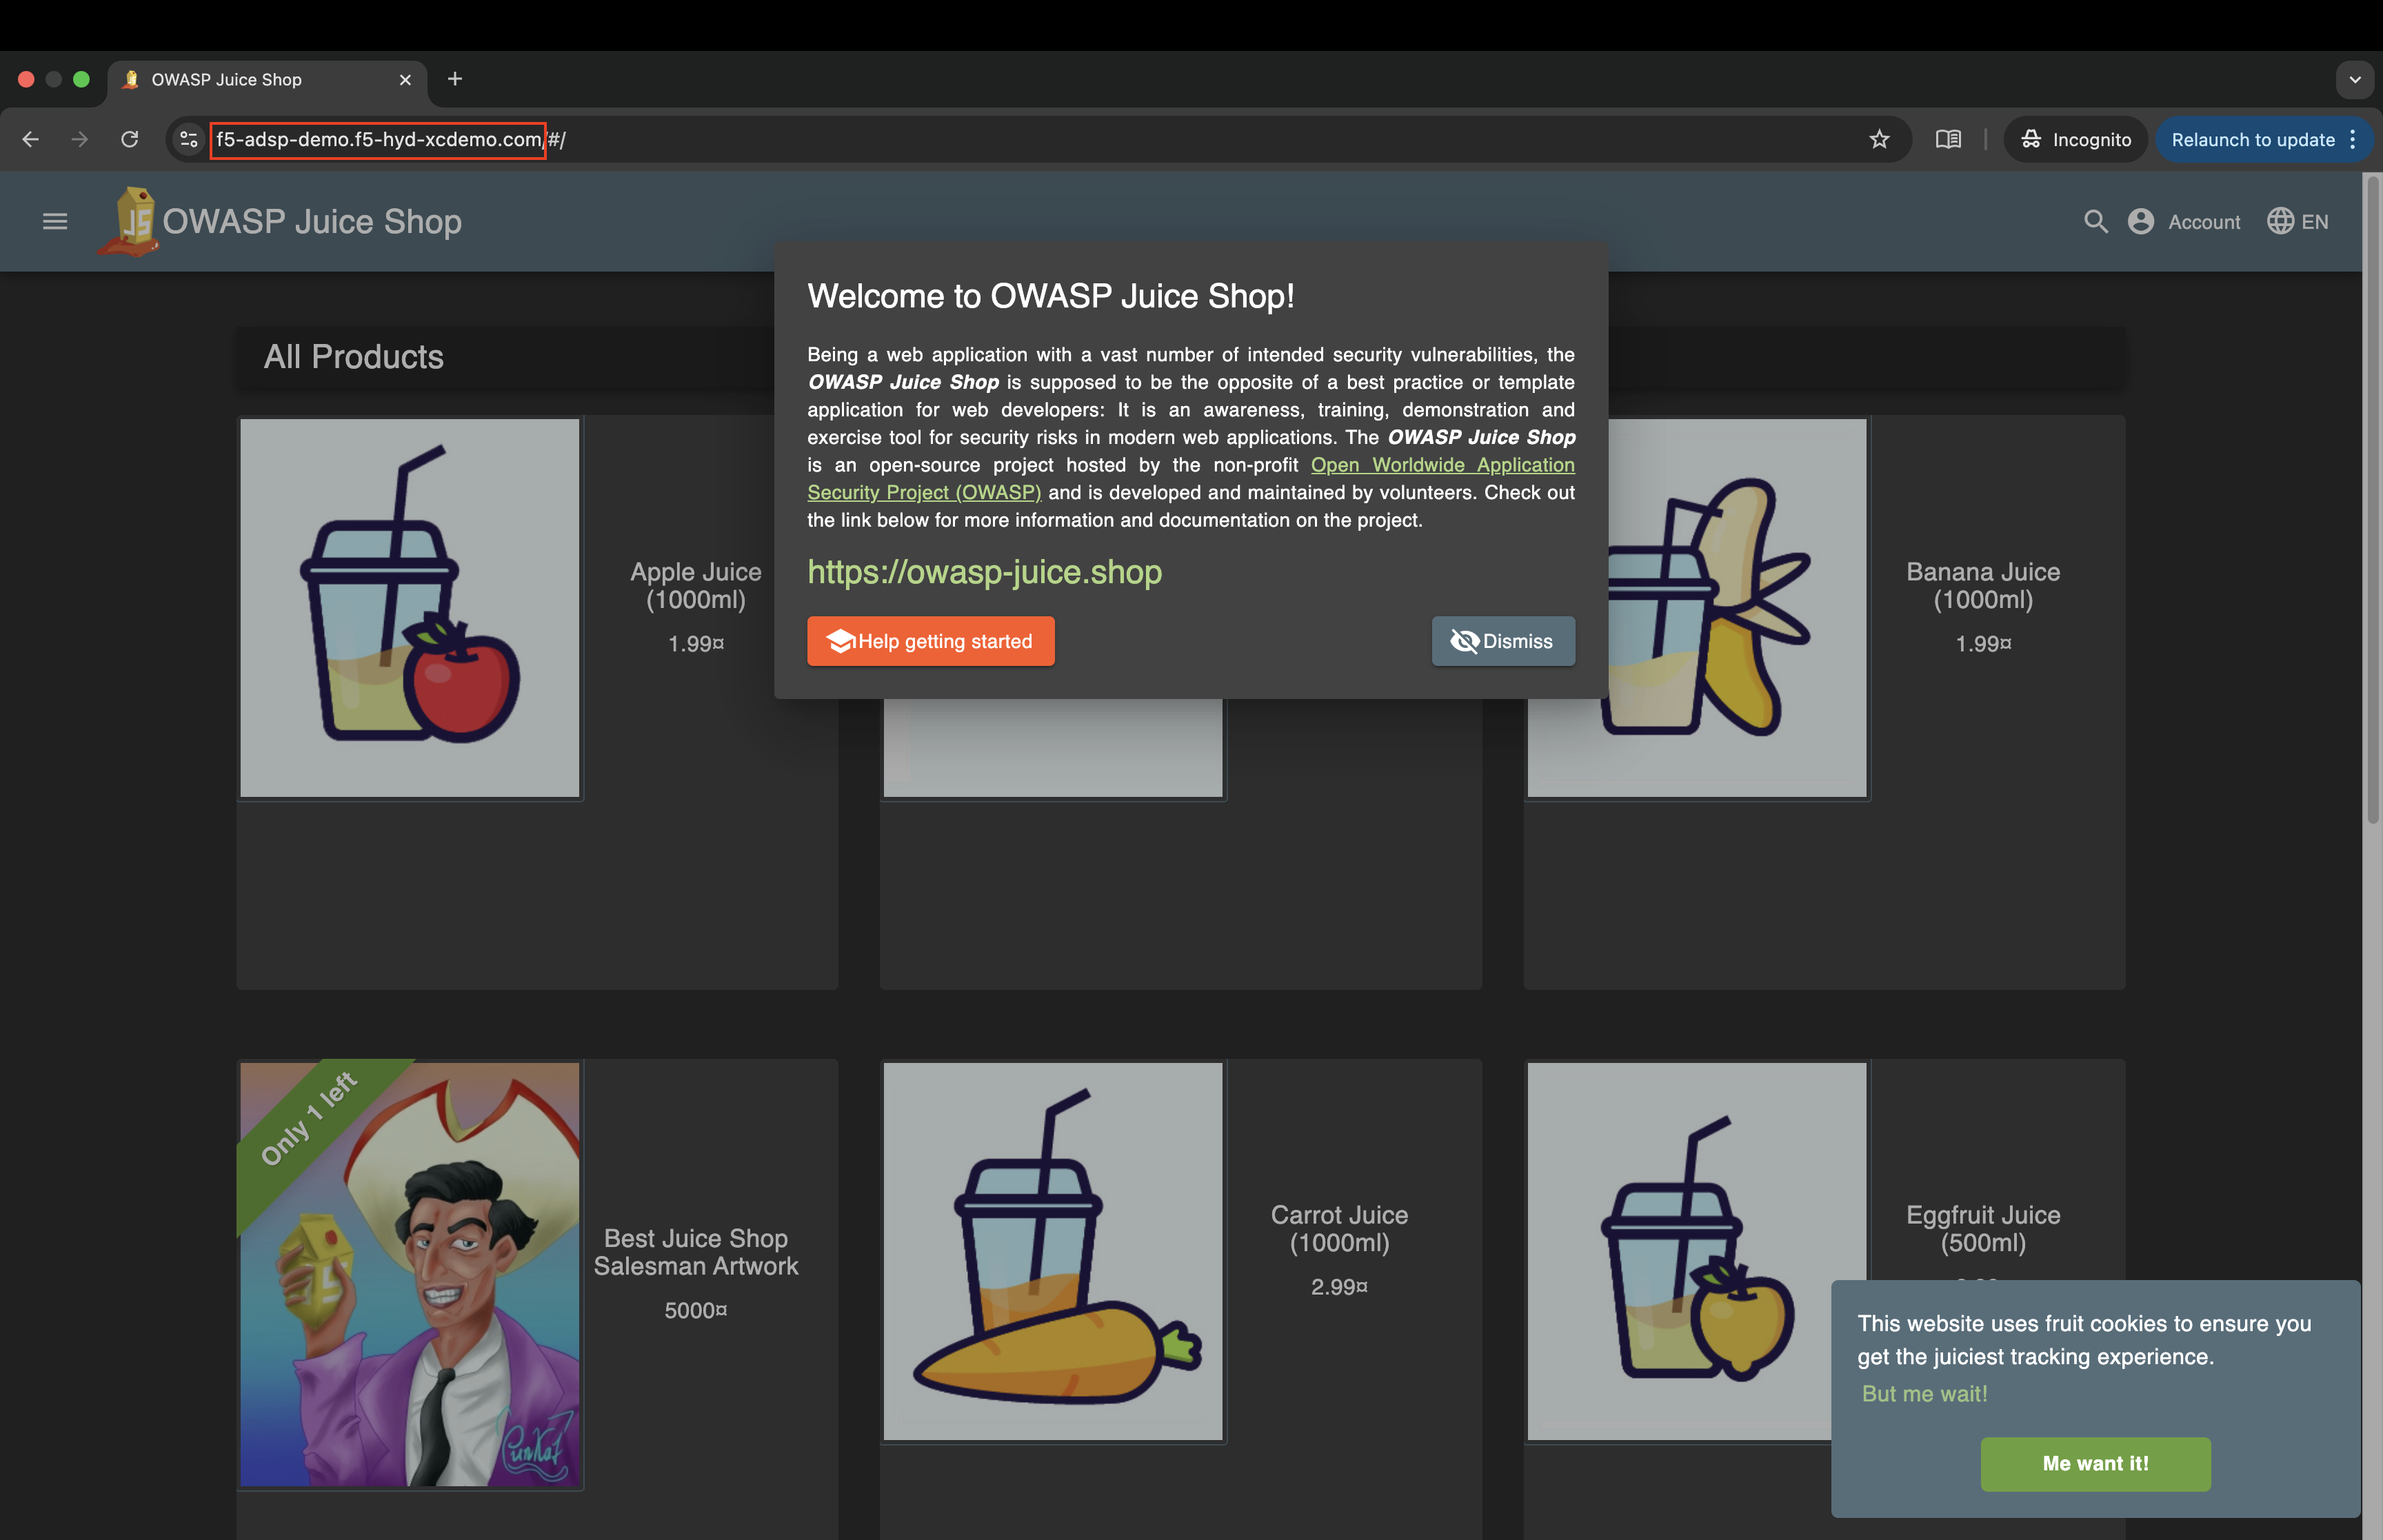 OWASP Juice Shop
f5-adsp-demo.f5-hyd-xcdemo.com/#/
Incognito
Relaunch to update
OWASP Juice Shop
Account
EN
Welcome to OWASP Juice Shop!
Being a web application with a vast number of intended security vulnerabilities, the
OWASP Juice Shop is supposed to be the opposite of a best practice or template
application for web developers: It is an awareness, training, demonstration and
exercise tool for security risks in modern web applications. The OWASP Juice Shop
is an open-source project hosted by the non-profit Open Worldwide Application
Security Project (OWASP) and is developed and maintained by volunteers. Check out
the link below for more information and documentation on the project.
https://owasp-juice.shop
Help getting started
Dismiss
All Products
JS
Apple Juice
(1000ml)
1.99¤
Banana Juice
(1000ml)
1.99¤
Only 1 left
Best Juice Shop
Salesman Artwork
5000¤
Carrot Juice
(1000ml)
2.99¤
Eggfruit Juice
(500ml)
This website uses fruit cookies to ensure you
get the juiciest tracking experience.
But me wait!
Me want it!